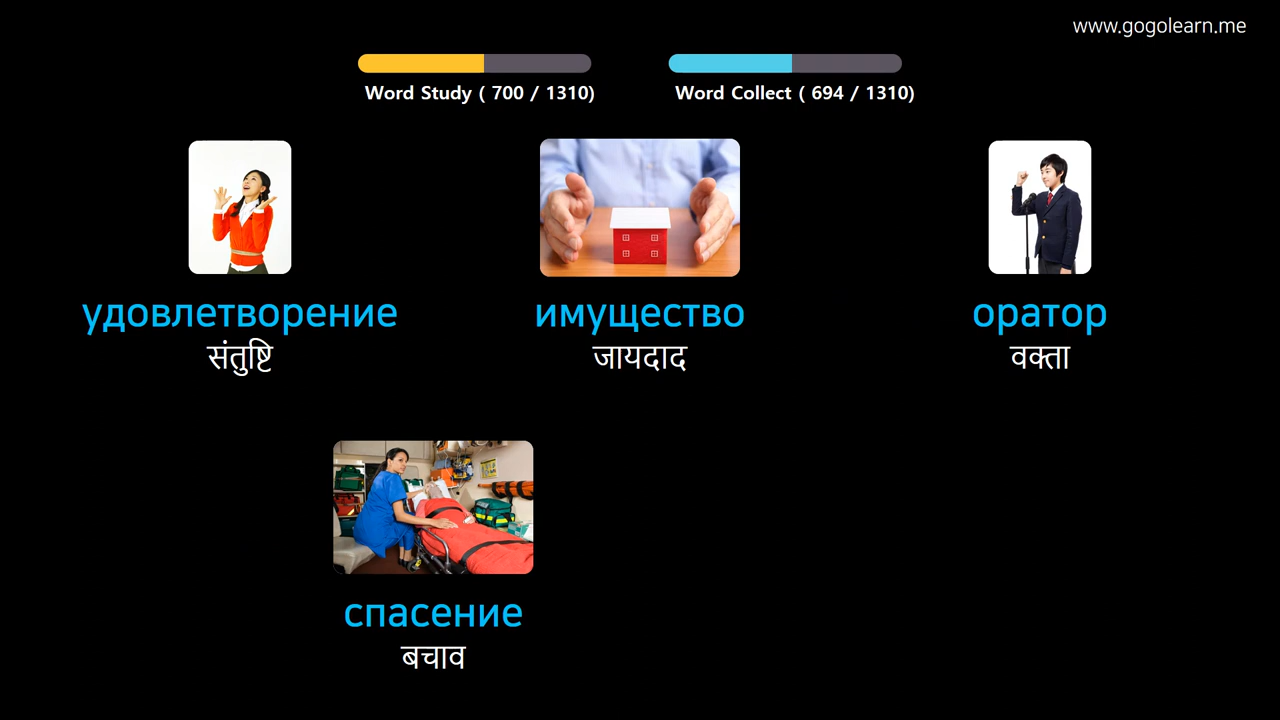 www.gogolearn.me
Word Study ( 700 / 1310)
Word Collect ( 694 / 1310)
удовлетворение
संतुष्टि
имущество
जायदाद
оратор
वक्ता
спасение
बचाव